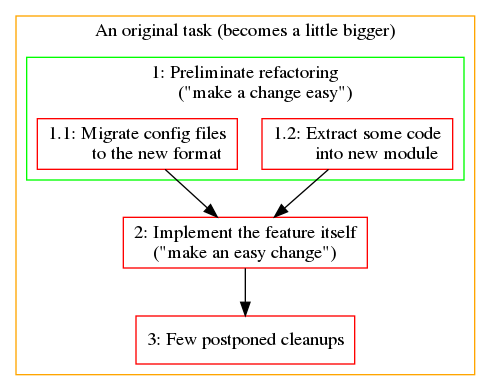 An original task (becomes a little bigger)
1: Preliminate refactoring
("make a change easy")
1.1: Migrate config files
to the new format
1.2: Extract some code
into new module
2: Implement the feature itself
("make an easy change")
3: Few postponed cleanups